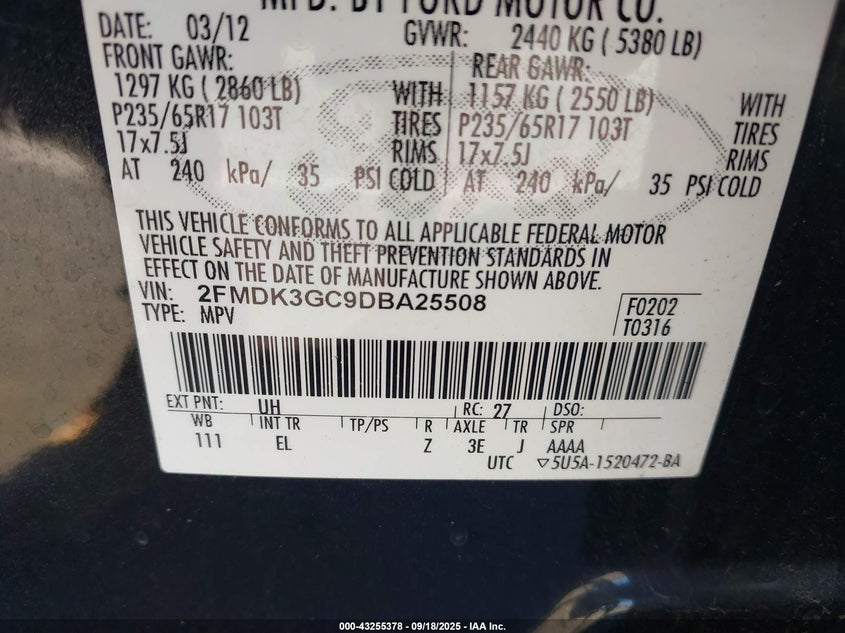 MFD. BY FORD MOTOR CO.
DATE: 03/12 GVWR: 2440 KG ( 5380 LB)
FRONT GAWR: REAR GAWR:
1297 KG ( 2860 LB) WITH 1157 KG ( 2550 LB) WITH
P235/65R17 103T TIRES P235/65R17 103T TIRES
17x7.5J RIMS 17x7.5J RIMS
AT 240 kPa/ 35 PSI COLD AT 240 kPa/ 35 PSI COLD
THIS VEHICLE CONFORMS TO ALL APPLICABLE FEDERAL MOTOR
VEHICLE SAFETY AND THEFT PREVENTION STANDARDS IN
EFFECT ON THE DATE OF MANUFACTURE SHOWN ABOVE.
VIN: 2FMDK3GC9DBA25508 F0202
TYPE: MPV T0316
EXT PNT: UH RC: 27 DSO:
WB INT TR TP/PS R AXLE TR SPR
111 EL Z 3E J AAAA
UTC ▽5U5A-1520472-BA
000-43255378 - 09/18/2025 - IAA Inc.